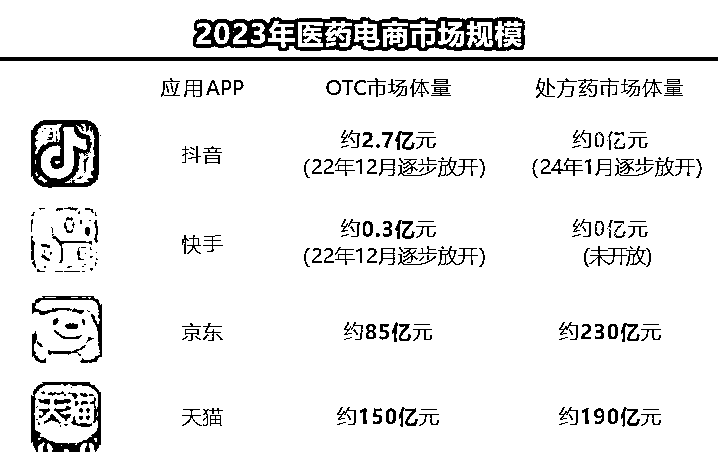 2023年医药电商市场规模
应用APP OTC市场体量 处方药市场体量
抖音 约2.7亿元 (22年12月逐步放开) 约0亿元 (24年1月逐步放开)
快手 约0.3亿元 (22年12月逐步放开) 约0亿元 (未开放)
京东 约85亿元 约230亿元
天猫
天猫 约150亿元 约190亿元